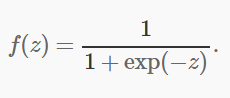 f(z) = 1 / (1 + exp(−z)).